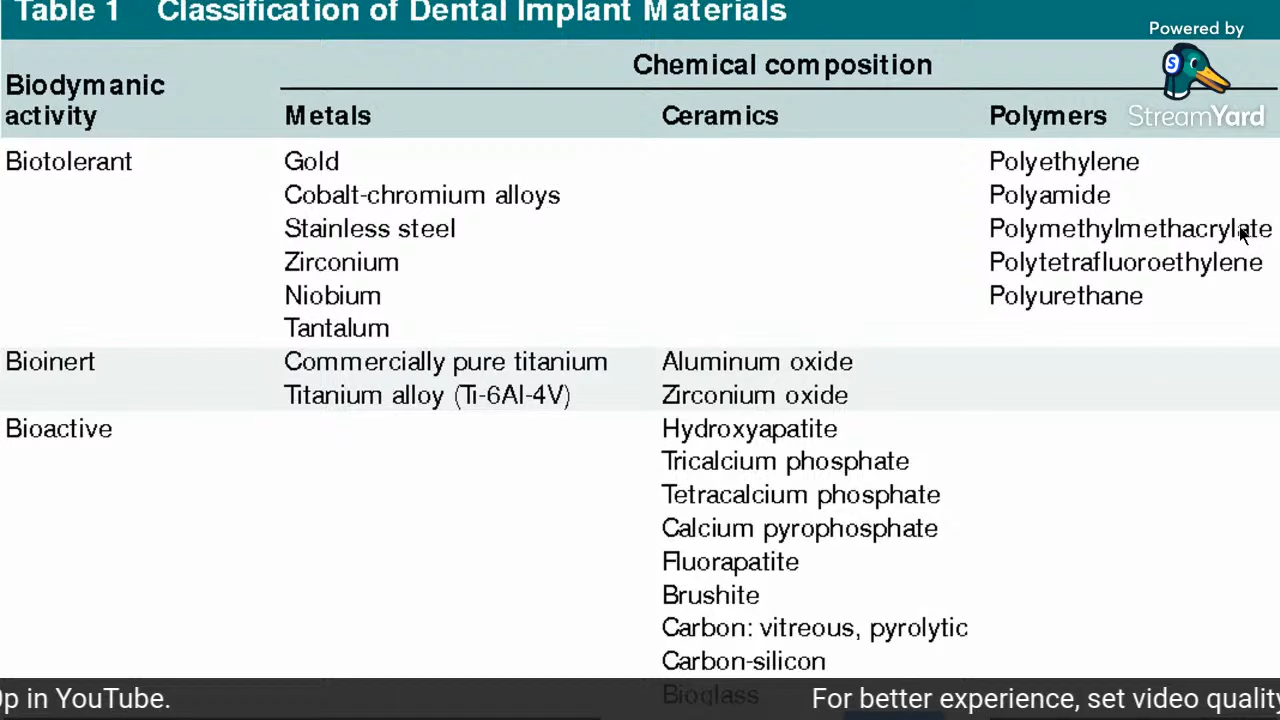 Table 1 Classification of Dental Implant Materials
Powered by
StreamYard
Chemical composition
Biodymanic
activity Metals Ceramics Polymers
Biotolerant Gold Polyethylene
Cobalt-chromium alloys Polyamide
Stainless steel Polymethylmethacrylate
Zirconium Polytetrafluoroethylene
Niobium Polyurethane
Tantalum
Bioinert Commercially pure titanium Aluminum oxide
Titanium alloy (Ti-6Al-4V) Zirconium oxide
Bioactive Hydroxyapatite
Tricalcium phosphate
Tetracalcium phosphate
Calcium pyrophosphate
Fluorapatite
Brushite
Carbon: vitreous, pyrolytic
Carbon-silicon
Bioglass
Op in YouTube. For better experience, set video quality